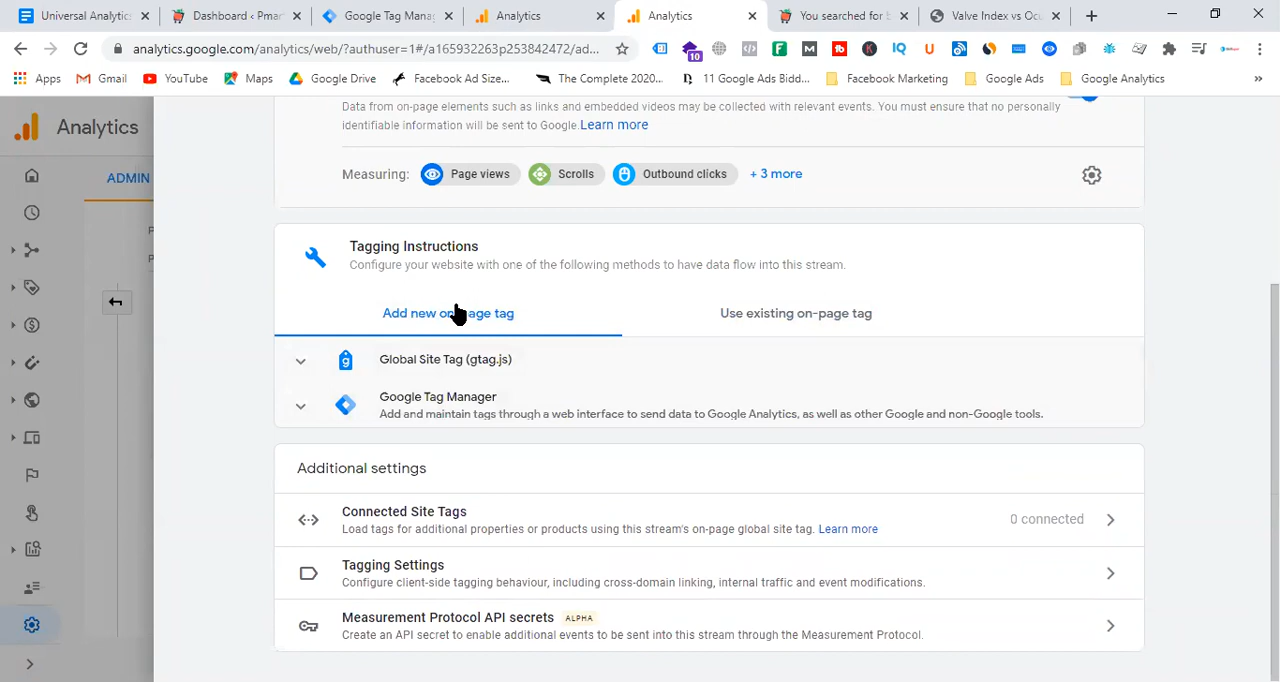 Universal Analytics
Dashboard ‹ Pmar
Google Tag Mana
Analytics
Analytics
You searched for b
Valve Index vs Ocu
analytics.google.com/analytics/web/?authuser=1#/a165932263p253842472/ad...
10
Apps
Gmail
YouTube
Maps
Google Drive
Facebook Ad Size...
The Complete 2020...
11 Google Ads Bidd...
Facebook Marketing
Google Ads
Google Analytics
»
Analytics
ADMIN
Data from on-page elements such as links and embedded videos may be collected with relevant events. You must ensure that no personally
identifiable information will be sent to Google. Learn more
Measuring: Page views Scrolls Outbound clicks + 3 more
Tagging Instructions
Configure your website with one of the following methods to have data flow into this stream.
Add new on-page tag
Use existing on-page tag
Global Site Tag (gtag.js)
Google Tag Manager
Add and maintain tags through a web interface to send data to Google Analytics, as well as other Google and non-Google tools.
Additional settings
Connected Site Tags
Load tags for additional properties or products using this stream's on-page global site tag. Learn more
0 connected
Tagging Settings
Configure client-side tagging behaviour, including cross-domain linking, internal traffic and event modifications.
Measurement Protocol API secrets ALPHA
Create an API secret to enable additional events to be sent into this stream through the Measurement Protocol.